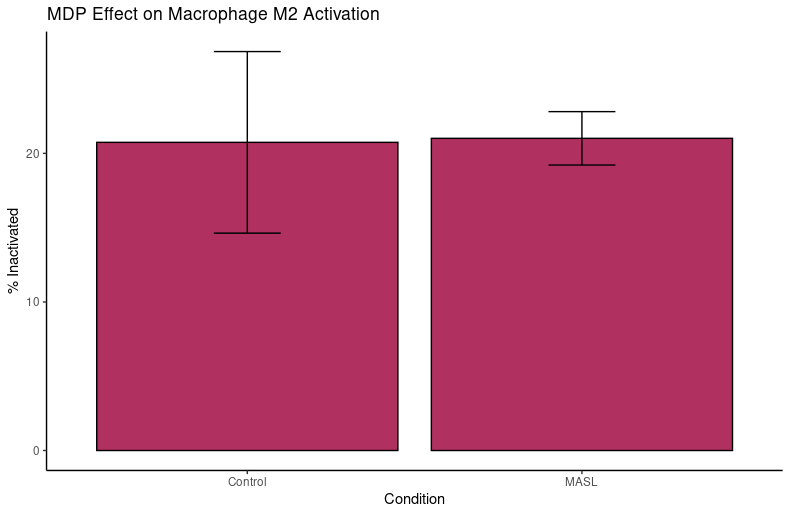 MDP Effect on Macrophage M2 Activation
% Inactivated
20
10
0
Control
MASL
Condition